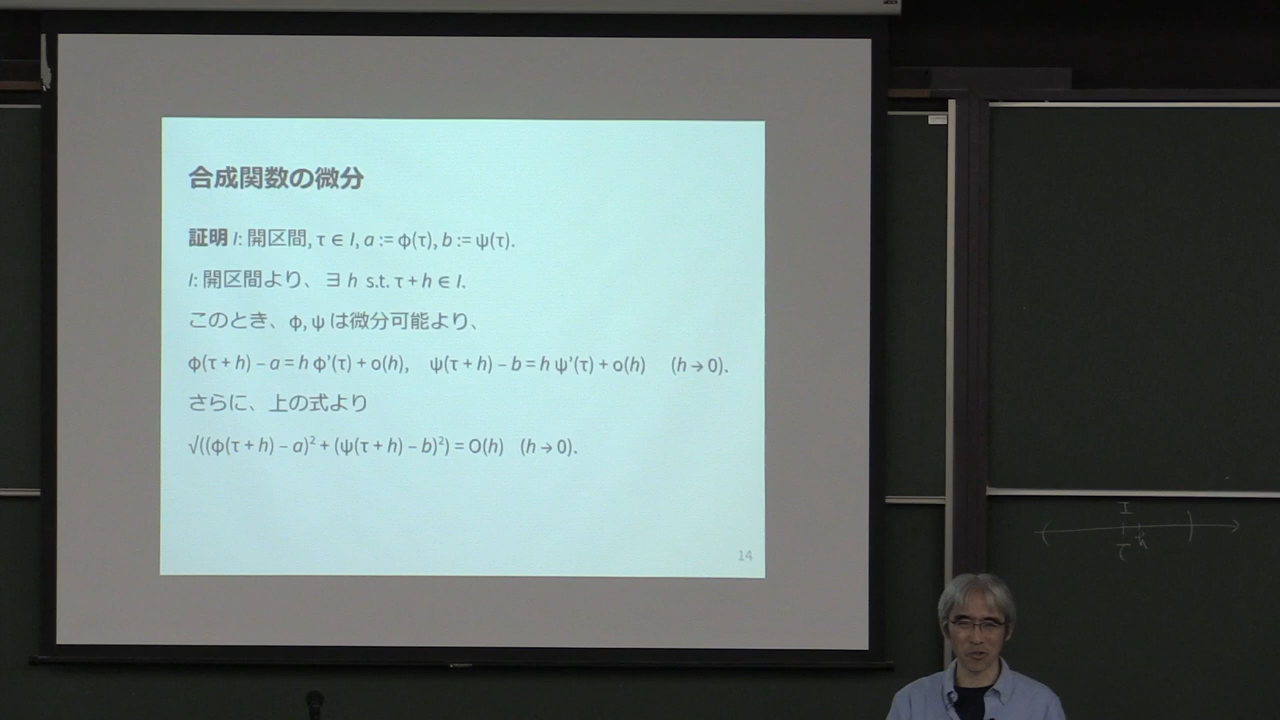 合成関数の微分
証明 I: 開区間, τ ∈ I, a := φ(τ), b := ψ(τ).
I: 開区間より、 ∃ h s.t. τ + h ∈ I.
このとき、φ, ψ は微分可能より、
φ(τ + h) – a = h φ'(τ) + o(h), ψ(τ + h) – b = h ψ'(τ) + o(h) (h → 0).
さらに、上の式より
√((φ(τ + h) – a)² + (ψ(τ + h) – b)²) = O(h) (h → 0).
14
I
τ